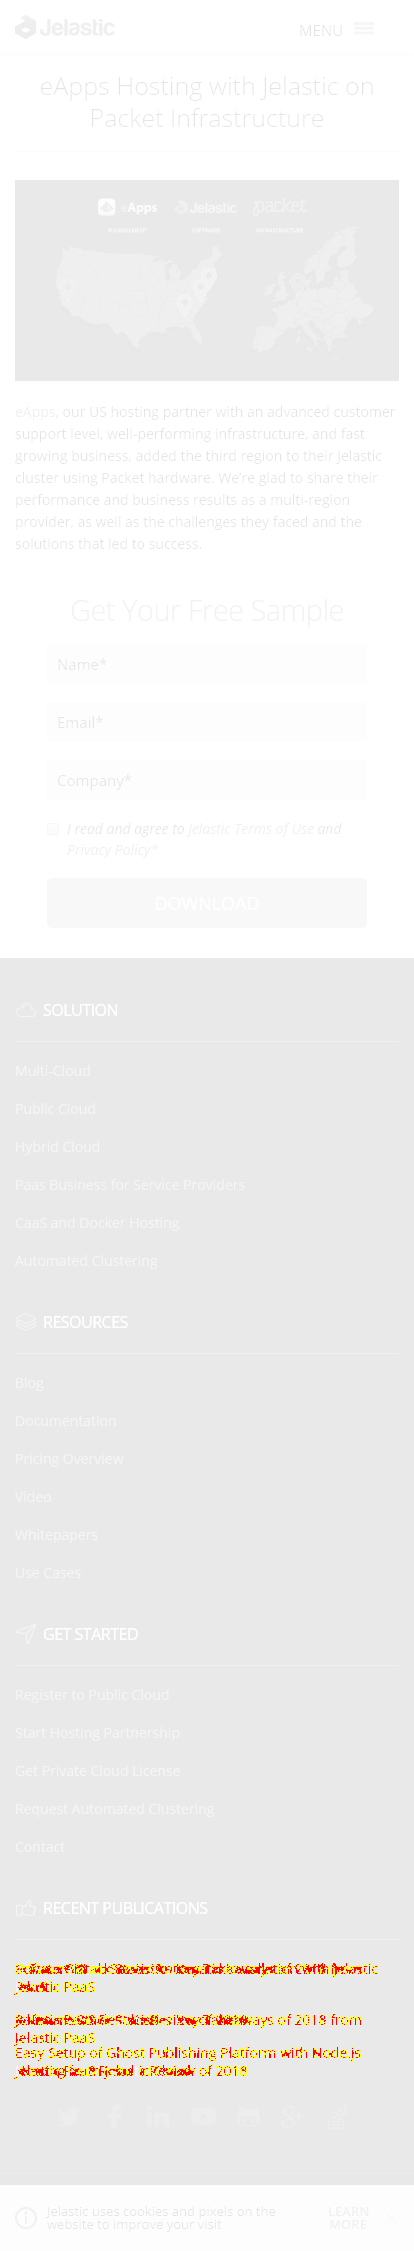 Jelastic
MENU
eApps Hosting with Jelastic on
Packet Infrastructure
eApps Jelastic packet
MANAGEMENT SOFTWARE INFRASTRUCTURE
eApps, our US hosting partner with an advanced customer
support level, well-performing infrastructure, and fast
growing business, added the third region to their Jelastic
cluster using Packet hardware. We're glad to share their
performance and business results as a multi-region
provider, as well as the challenges they faced and the
solutions that led to success.
Get Your Free Sample
Name*
Email*
Company*
I read and agree to Jelastic Terms of Use and
Privacy Policy*
DOWNLOAD
SOLUTION
Multi-Cloud
Public Cloud
Hybrid Cloud
Paas Business for Service Providers
CaaS and Docker Hosting
Automated Clustering
RESOURCES
Blog
Documentation
Pricing Overview
Video
Whitepapers
Use Cases
GET STARTED
Register to Public Cloud
Start Hosting Partnership
Get Private Cloud License
Request Automated Clustering
Contact
RECENT PUBLICATIONS
with Jelastic
Jelastic PaaS
of 2018 from
Jelastic PaaS
Easy Setup of Ghost Publishing Platform with Node.js
of 2018
Jelastic uses cookies and pixels on the
website to improve your visit
LEARN
MORE